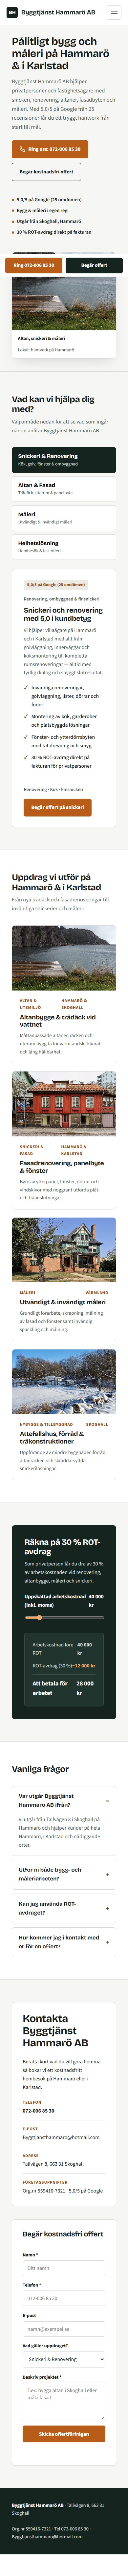 BH Byggtjänst Hammarö AB
Pålitligt bygg och
måleri på Hammarö
& i Karlstad
Byggtjänst Hammarö AB hjälper
privatpersoner och fastighetsägare med
snickeri, renovering, altaner, fasadbyten och
måleri. Med 5,0/5 på Google från 25
recensioner får du ett tryggt hantverk från
start till mål.
Ring oss: 072-006 85 30
Begär kostnadsfri offert
5,0/5 på Google (25 omdömen)
Bygg & måleri i egen regi
Utgår från Skoghall, Hammarö
30 % ROT-avdrag direkt på fakturan
Ring 072-006 85 30
Begär offert
Altan, snickeri & måleri
Lokalt hantverk på Hammarö
Vad kan vi hjälpa dig
med?
Välj område nedan för att se vad som ingår när
du anlitar Byggtjänst Hammarö AB.
Snickeri & Renovering
Kök, golv, fönster & ombyggnad
Altan & Fasad
Trädäck, uterum & panelbyte
Måleri
Utvändigt & invändigt måleri
Helhetslösning
Hembesök & fast offert
5,0/5 på Google (25 omdömen)
Renovering, ombyggnad & finsnickeri
Snickeri och renovering
med 5,0 i kundbetyg
Vi hjälper villaägare på Hammarö
och i Karlstad med allt från
golvläggning, innerväggar och
köksmontering till kompletta
rumsrenoveringar — alltid med
tydlig dialog och snyggt slutresultat.
✓ Invändiga renoveringar,
golvläggning, lister, dörrar och
foder
✓ Montering av kök, garderober
och platsbyggda lösningar
✓ Fönster- och ytterdörrsbyten
med tät drevning och smyg
✓ 30 % ROT-avdrag direkt på
fakturan för privatpersoner
Renovering · Kök · Finsnickeri
Begär offert på snickeri
Uppdrag vi utför på
Hammarö & i Karlstad
Från nya trädäck och fasadrenoveringar till
invändiga snickerier och måleri.
ALTAN & UTEMILJÖ
HAMMARÖ & SKOGHALL
Altanbygge & trädäck vid
vattnet
Måttanpassade altaner, räcken och
uterum byggda för värmländskt klimat
och lång hållbarhet.
SNICKERI & FASAD
HAMMARÖ & KARLSTAD
Fasadrenovering, panelbyte
& fönster
Byte av ytterpanel, fönster, dörrar och
vindskivor med noggrant utförda plåt-
och träanslutningar.
MÅLERI
VÄRMLAND
Utvändigt & invändigt måleri
Grundligt förarbete, skrapning, målning
av fasad och fönster samt invändig
spackling och målning.
NYBYGGE & TILLBYGGNAD
SKOGHALL
Attefallshus, förråd &
träkonstruktioner
Uppförande av mindre byggnader, förråd,
altanräcken och skräddarsydda
snickerilösningar.
Räkna på 30 % ROT-
avdrag
Som privatperson får du dra av 30 %
av arbetskostnaden vid renovering,
altanbygge, måleri och snickeri.
Uppskattad arbetskostnad (inkl. moms)
40 000 kr
Arbetskostnad före ROT
40 000 kr
ROT-avdrag (30 %)
−12 000 kr
Att betala för arbetet
28 000 kr
Vanliga frågor
Var utgår Byggtjänst
Hammarö AB ifrån? −
Vi utgår från Tallvägen 8 i Skoghall på
Hammarö och hjälper kunder på hela
Hammarö, i Karlstad och närliggande
orter.
Utför ni både bygg- och
måleriarbeten? +
Kan jag använda ROT-
avdraget? +
Hur kommer jag i kontakt med
er för en offert? +
Kontakta
Byggtjänst
Hammarö AB
Berätta kort vad du vill göra hemma
så bokar vi ett kostnadsfritt
hembesök på Hammarö eller i
Karlstad.
TELEFON
072-006 85 30
E-POST
Byggtjansthammaro@hotmail.com
ADRESS
Tallvägen 8, 663 31 Skoghall
FÖRETAGSUPPGIFTER
Org.nr 559416-7321 · 5,0/5 på Google
Begär kostnadsfri offert
Namn *
Ditt namn
Telefon *
072-006 85 30
E-post
namn@exempel.se
Vad gäller uppdraget?
Snickeri & Renovering
Beskriv projektet *
T.ex. bygga altan i Skoghall eller
måla fasad...
Skicka offertförfrågan
Byggtjänst Hammarö AB · Tallvägen 8, 663 31
Skoghall
Org.nr 559416-7321 · Tel 072-006 85 30 ·
Byggtjansthammaro@hotmail.com